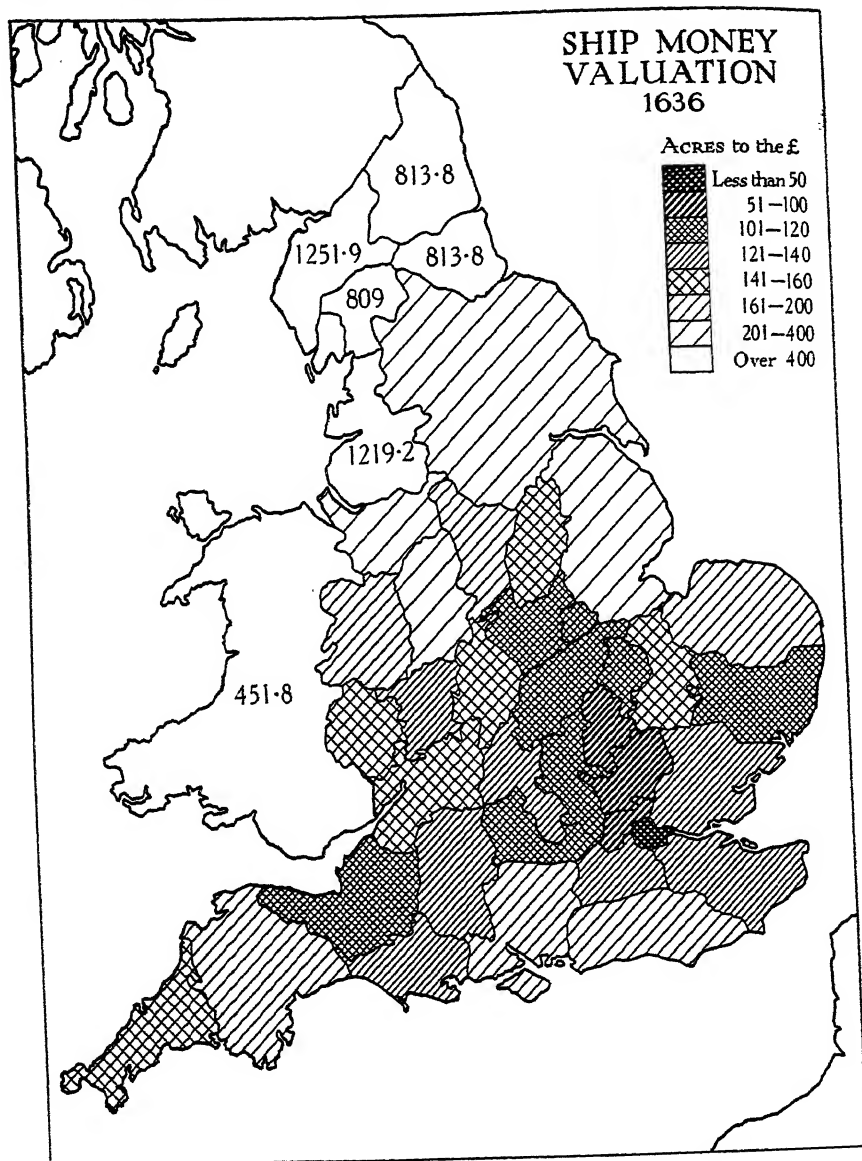 SHIP MONEY
VALUATION
1636
ACRES to the £
Less than 50
51–100
101–120
121–140
141–160
161–200
201–400
Over 400
813·8
1251·9
813·8
809
1219·2
451·8